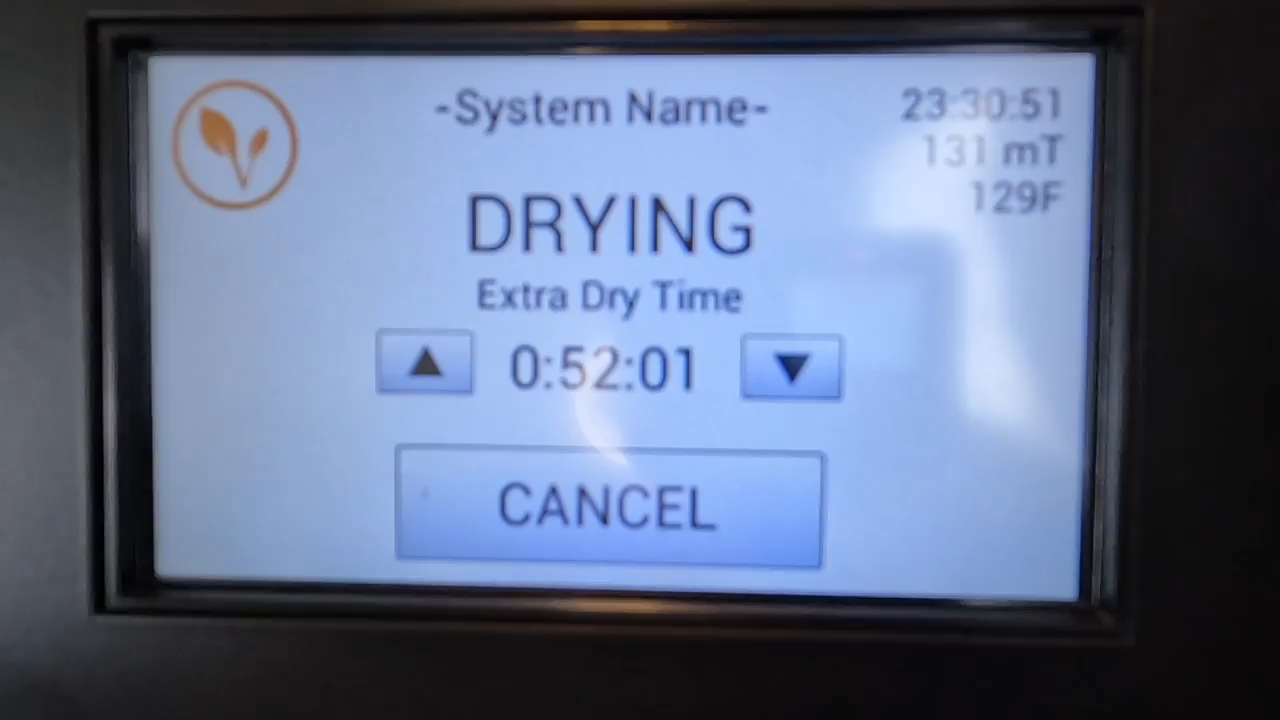 -System Name-
23:30:51
131 mT
129F
DRYING
Extra Dry Time
▲ 0:52:01 ▼
CANCEL